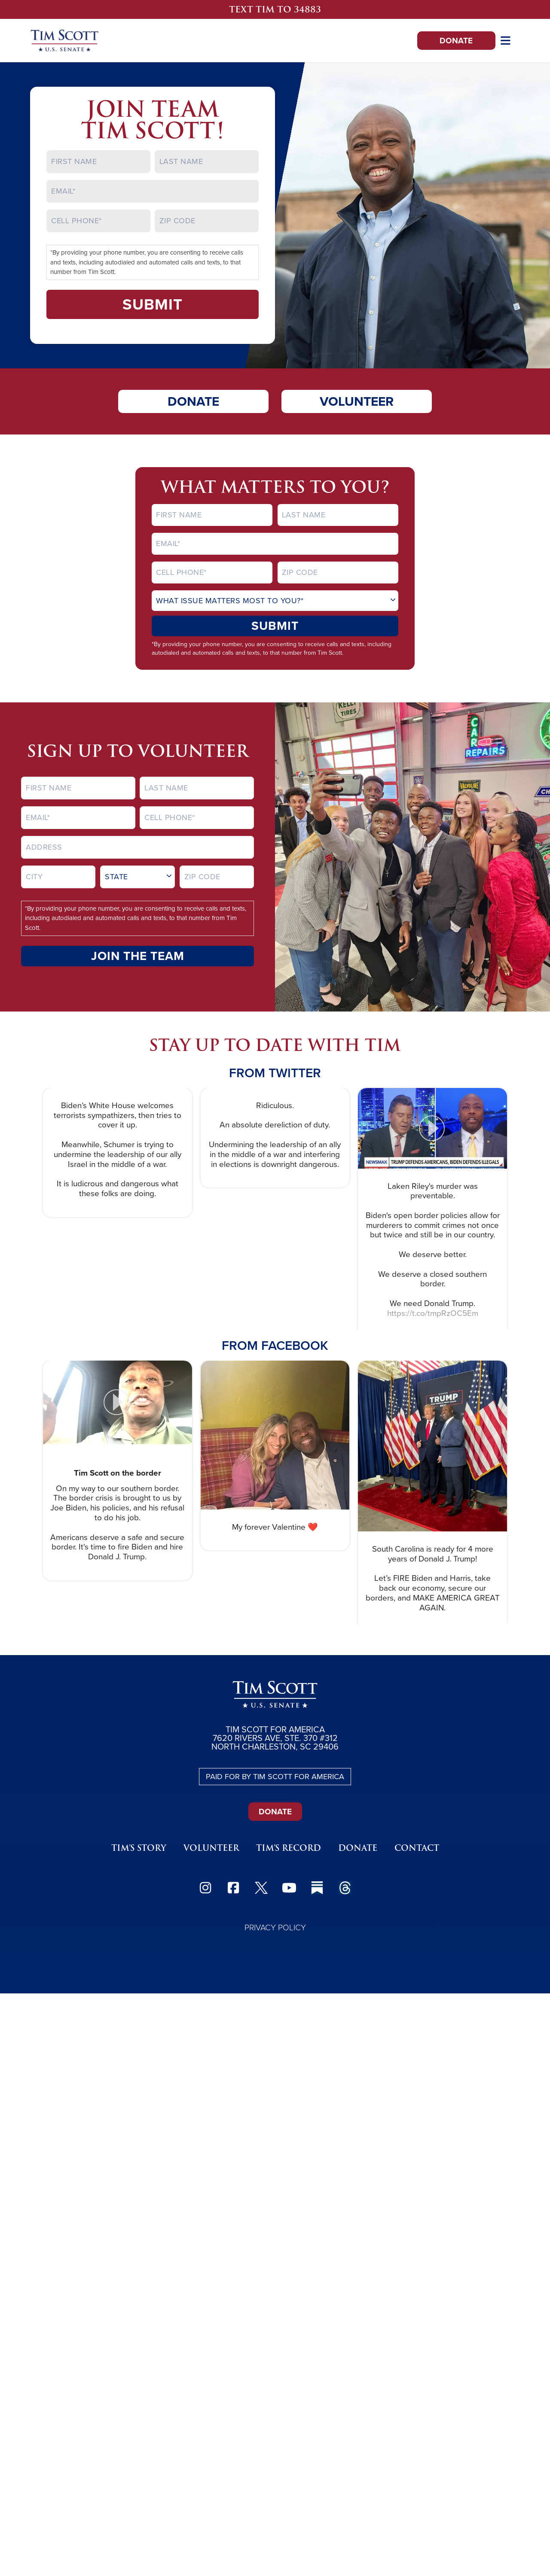 TEXT TIM TO 34883
TIM SCOTT
U.S. SENATE
DONATE
JOIN TEAM
TIM SCOTT!
FIRST NAME
LAST NAME
EMAIL*
CELL PHONE*
ZIP CODE
*By providing your phone number, you are consenting to receive calls
and texts, including autodialed and automated calls and texts, to that
number from Tim Scott.
SUBMIT
DONATE
VOLUNTEER
WHAT MATTERS TO YOU?
FIRST NAME
LAST NAME
EMAIL*
CELL PHONE*
ZIP CODE
WHAT ISSUE MATTERS MOST TO YOU?*
SUBMIT
*By providing your phone number, you are consenting to receive calls and texts, including
autodialed and automated calls and texts, to that number from Tim Scott.
SIGN UP TO VOLUNTEER
FIRST NAME
LAST NAME
EMAIL*
CELL PHONE*
ADDRESS
CITY
STATE
ZIP CODE
*By providing your phone number, you are consenting to receive calls and texts,
including autodialed and automated calls and texts, to that number from Tim
Scott.
JOIN THE TEAM
TIRES
CAR
REPAIRS
STAY UP TO DATE WITH TIM
FROM TWITTER
Biden's White House welcomes
terrorists sympathizers, then tries to
cover it up.
Meanwhile, Schumer is trying to
undermine the leadership of our ally
Israel in the middle of a war.
It is ludicrous and dangerous what
these folks are doing.
Ridiculous.
An absolute dereliction of duty.
Undermining the leadership of an ally
in the middle of a war and interfering
in elections is downright dangerous.
NEWSMAX
TRUMP DEFENDS AMERICANS, BIDEN DEFENDS ILLEGALS
Laken Riley's murder was
preventable.
Biden's open border policies allow for
murderers to commit crimes not once
but twice and still be in our country.
We deserve better.
We deserve a closed southern
border.
We need Donald Trump.
https://t.co/tmpRzOC5Em
FROM FACEBOOK
Tim Scott on the border
On my way to our southern border.
The border crisis is brought to us by
Joe Biden, his policies, and his refusal
to do his job.
Americans deserve a safe and secure
border. It's time to fire Biden and hire
Donald J. Trump.
My forever Valentine ❤️
TRUMP
South Carolina is ready for 4 more
years of Donald J. Trump!
Let's FIRE Biden and Harris, take
back our economy, secure our
borders, and MAKE AMERICA GREAT
AGAIN.
TIM SCOTT
U.S. SENATE
TIM SCOTT FOR AMERICA
7620 RIVERS AVE, STE. 370 #312
NORTH CHARLESTON, SC 29406
PAID FOR BY TIM SCOTT FOR AMERICA
DONATE
TIM'S STORY
VOLUNTEER
TIM'S RECORD
DONATE
CONTACT
PRIVACY POLICY